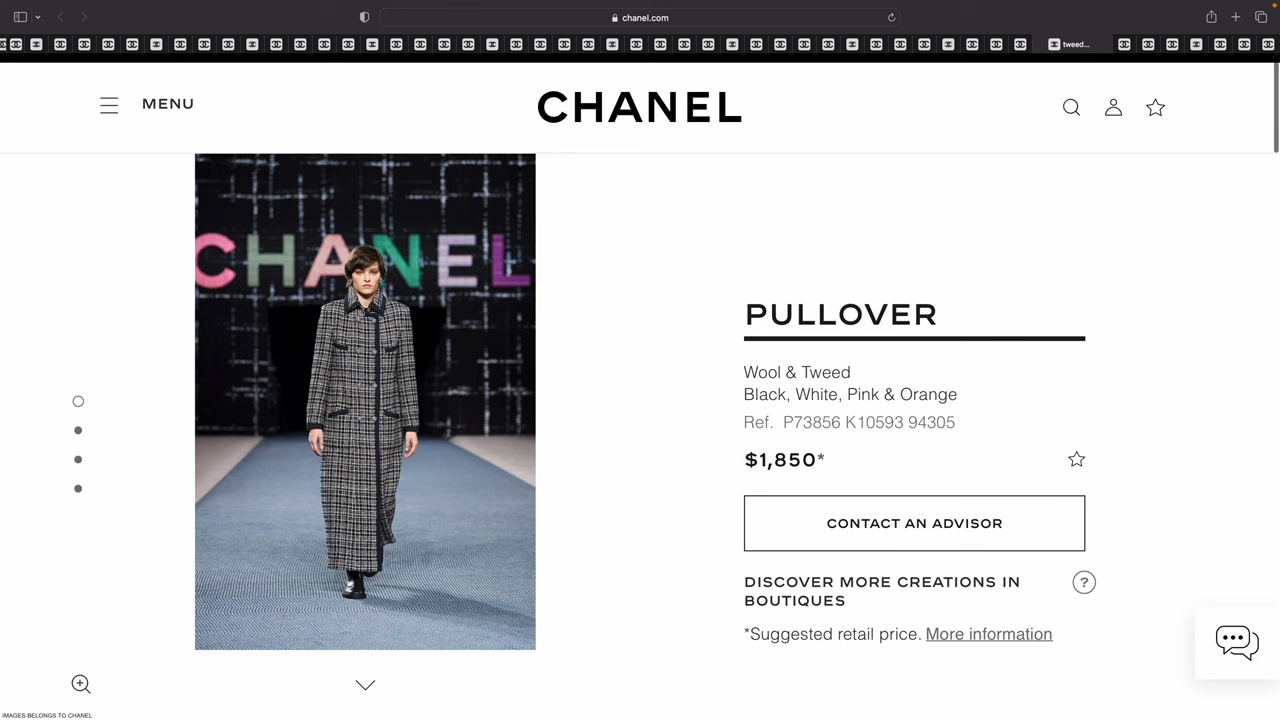 chanel.com
tweed...
MENU
CHANEL
CHANEL
PULLOVER
Wool & Tweed
Black, White, Pink & Orange
Ref. P73856 K10593 94305
$1,850*
CONTACT AN ADVISOR
DISCOVER MORE CREATIONS IN
BOUTIQUES
?
*Suggested retail price. More information
IMAGES BELONGS TO CHANEL